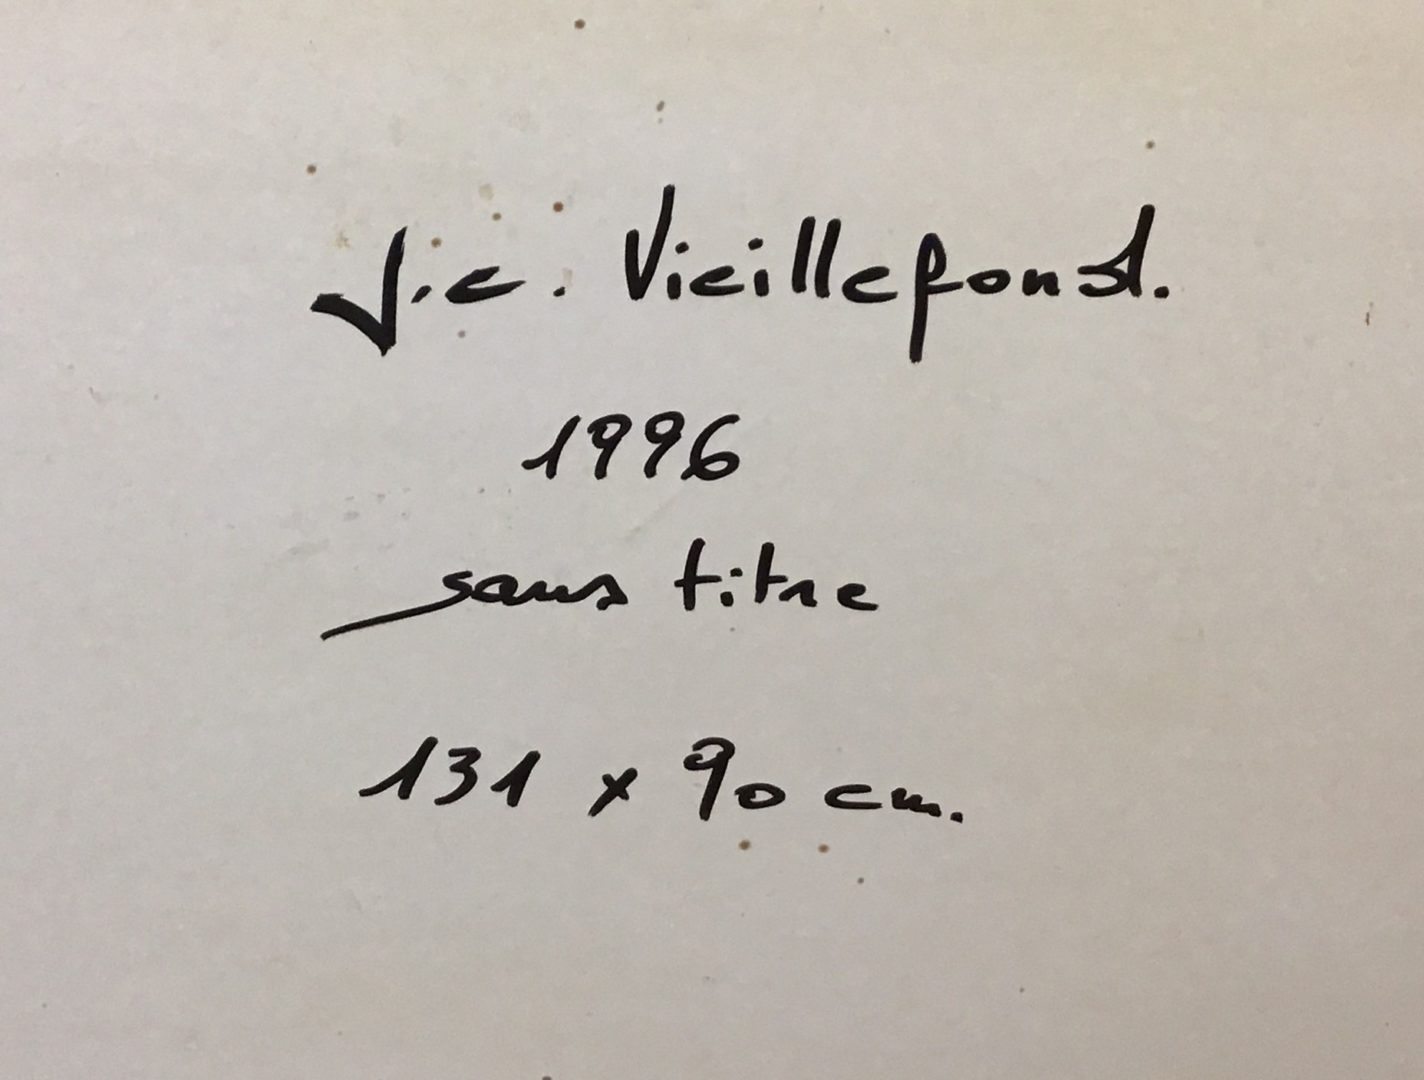 J.C. Vieillefond.
1996
sans titre
131 x 90 cm.